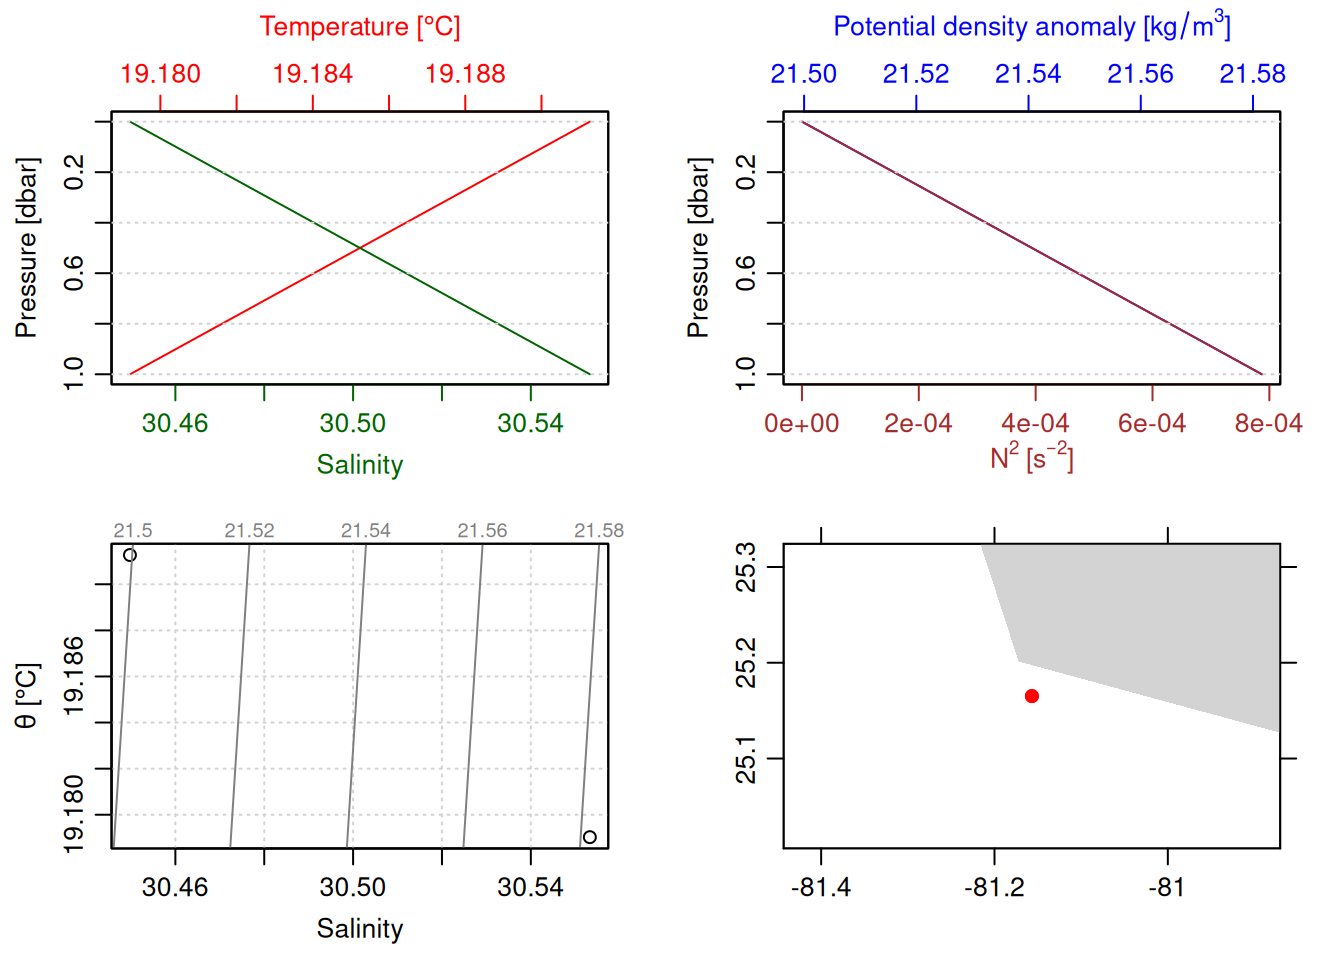 Temperature [°C]
19.180 19.184 19.188
Pressure [dbar]
0.2
0.6
1.0
30.46 30.50 30.54
Salinity
Potential density anomaly [kg/m³]
21.50 21.52 21.54 21.56 21.58
Pressure [dbar]
0.2
0.6
1.0
0e+00 2e-04 4e-04 6e-04 8e-04
N² [s⁻²]
21.5 21.52 21.54 21.56 21.58
θ [°C]
19.186
19.180
30.46 30.50 30.54
Salinity
25.3
25.2
25.1
-81.4 -81.2 -81